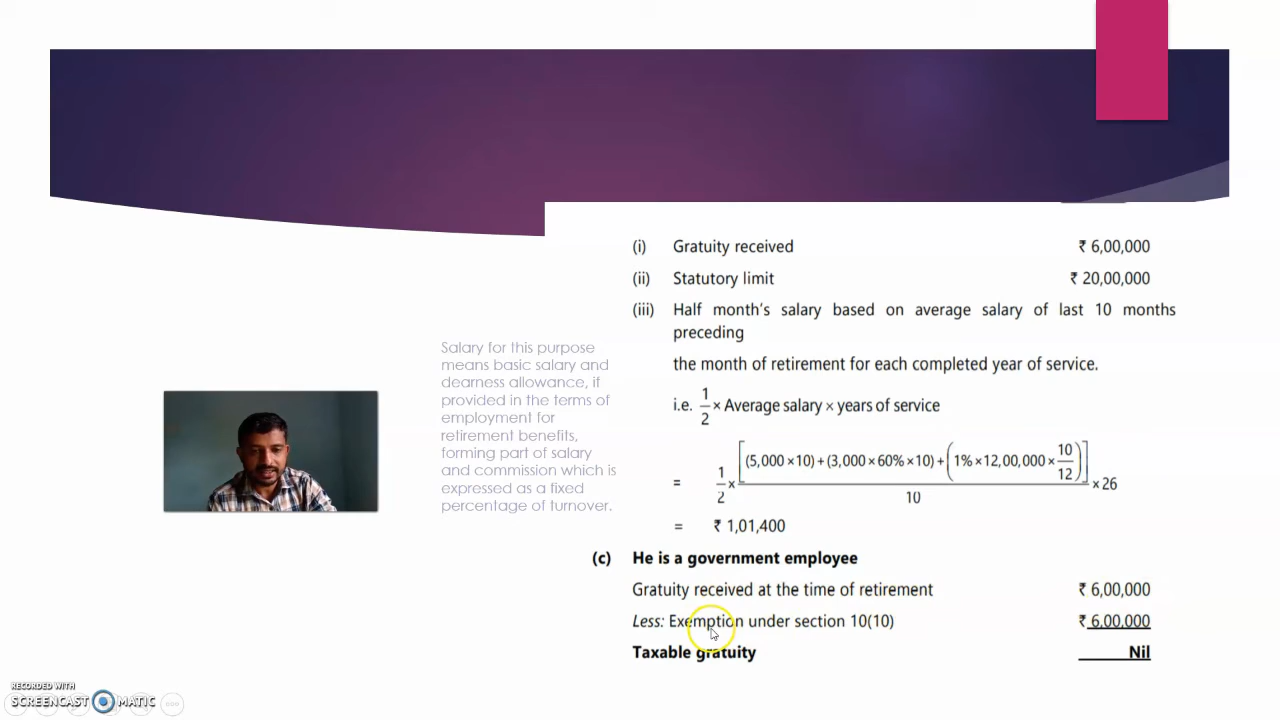 (i) Gratuity received ₹ 6,00,000
(ii) Statutory limit ₹ 20,00,000
(iii) Half month's salary based on average salary of last 10 months
preceding
the month of retirement for each completed year of service.
i.e. 1/2 × Average salary × years of service
= 1/2 × [(5,000 ×10) + (3,000 × 60% × 10) + (1% × 12,00,000 × 10/12)] / 10 × 26
= ₹ 1,01,400
(c) He is a government employee
Gratuity received at the time of retirement ₹ 6,00,000
Less: Exemption under section 10(10) ₹ 6,00,000
Taxable gratuity Nil
Salary for this purpose
means basic salary and
dearness allowance, if
provided in the terms of
employment for
retirement benefits,
forming part of salary
and commission which is
expressed as a fixed
percentage of turnover.
RECORDED WITH
SCREENCAST MATIC